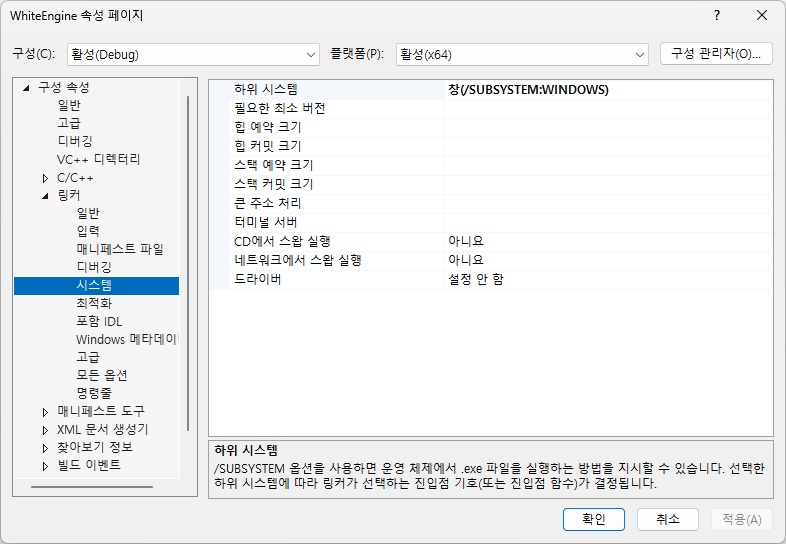 WhiteEngine 속성 페이지
?
구성(C): 활성(Debug) 플랫폼(P): 활성(x64) 구성 관리자(O)...
구성 속성
일반
고급
디버깅
VC++ 디렉터리
C/C++
링커
일반
입력
매니페스트 파일
디버깅
시스템
최적화
포함 IDL
Windows 메타데이
고급
모든 옵션
명령줄
매니페스트 도구
XML 문서 생성기
찾아보기 정보
빌드 이벤트
하위 시스템 창(/SUBSYSTEM:WINDOWS)
필요한 최소 버전
힙 예약 크기
힙 커밋 크기
스택 예약 크기
스택 커밋 크기
큰 주소 처리
터미널 서버
CD에서 스왑 실행 아니요
네트워크에서 스왑 실행 아니요
드라이버 설정 안 함
하위 시스템
/SUBSYSTEM 옵션을 사용하면 운영 체제에서 .exe 파일을 실행하는 방법을 지시할 수 있습니다. 선택한
하위 시스템에 따라 링커가 선택하는 진입점 기호(또는 진입점 함수)가 결정됩니다.
확인 취소 적용(A)